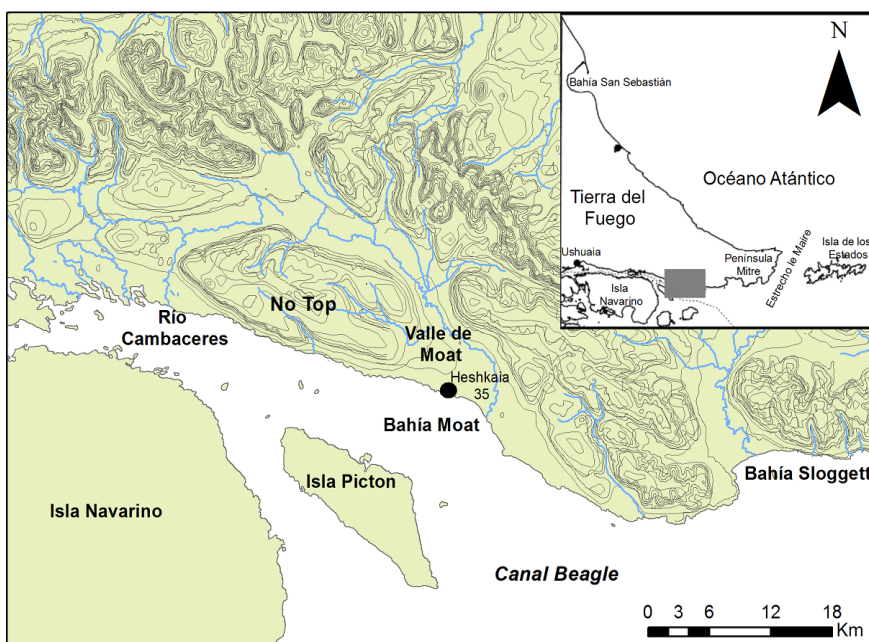 N
Bahía San Sebastián
Océano Atántico
Tierra del
Fuego
Ushuaia
Península
Mitre
Estrecho le Maire
Isla de los
Estados
Isla
Navarino
No Top
Río
Cambaceres
Valle de
Moat
Heshkaia
35
Bahía Moat
Isla Picton
Bahía Sloggett
Isla Navarino
Canal Beagle
0 3 6 12 18
Km